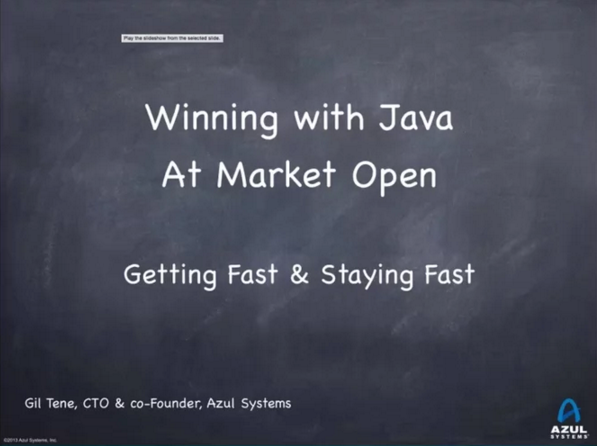 Play the slideshow from the selected slide.
Winning with Java
At Market Open
Getting Fast & Staying Fast
Gil Tene, CTO & co-Founder, Azul Systems
©2013 Azul Systems, Inc.
AZUL
SYSTEMS